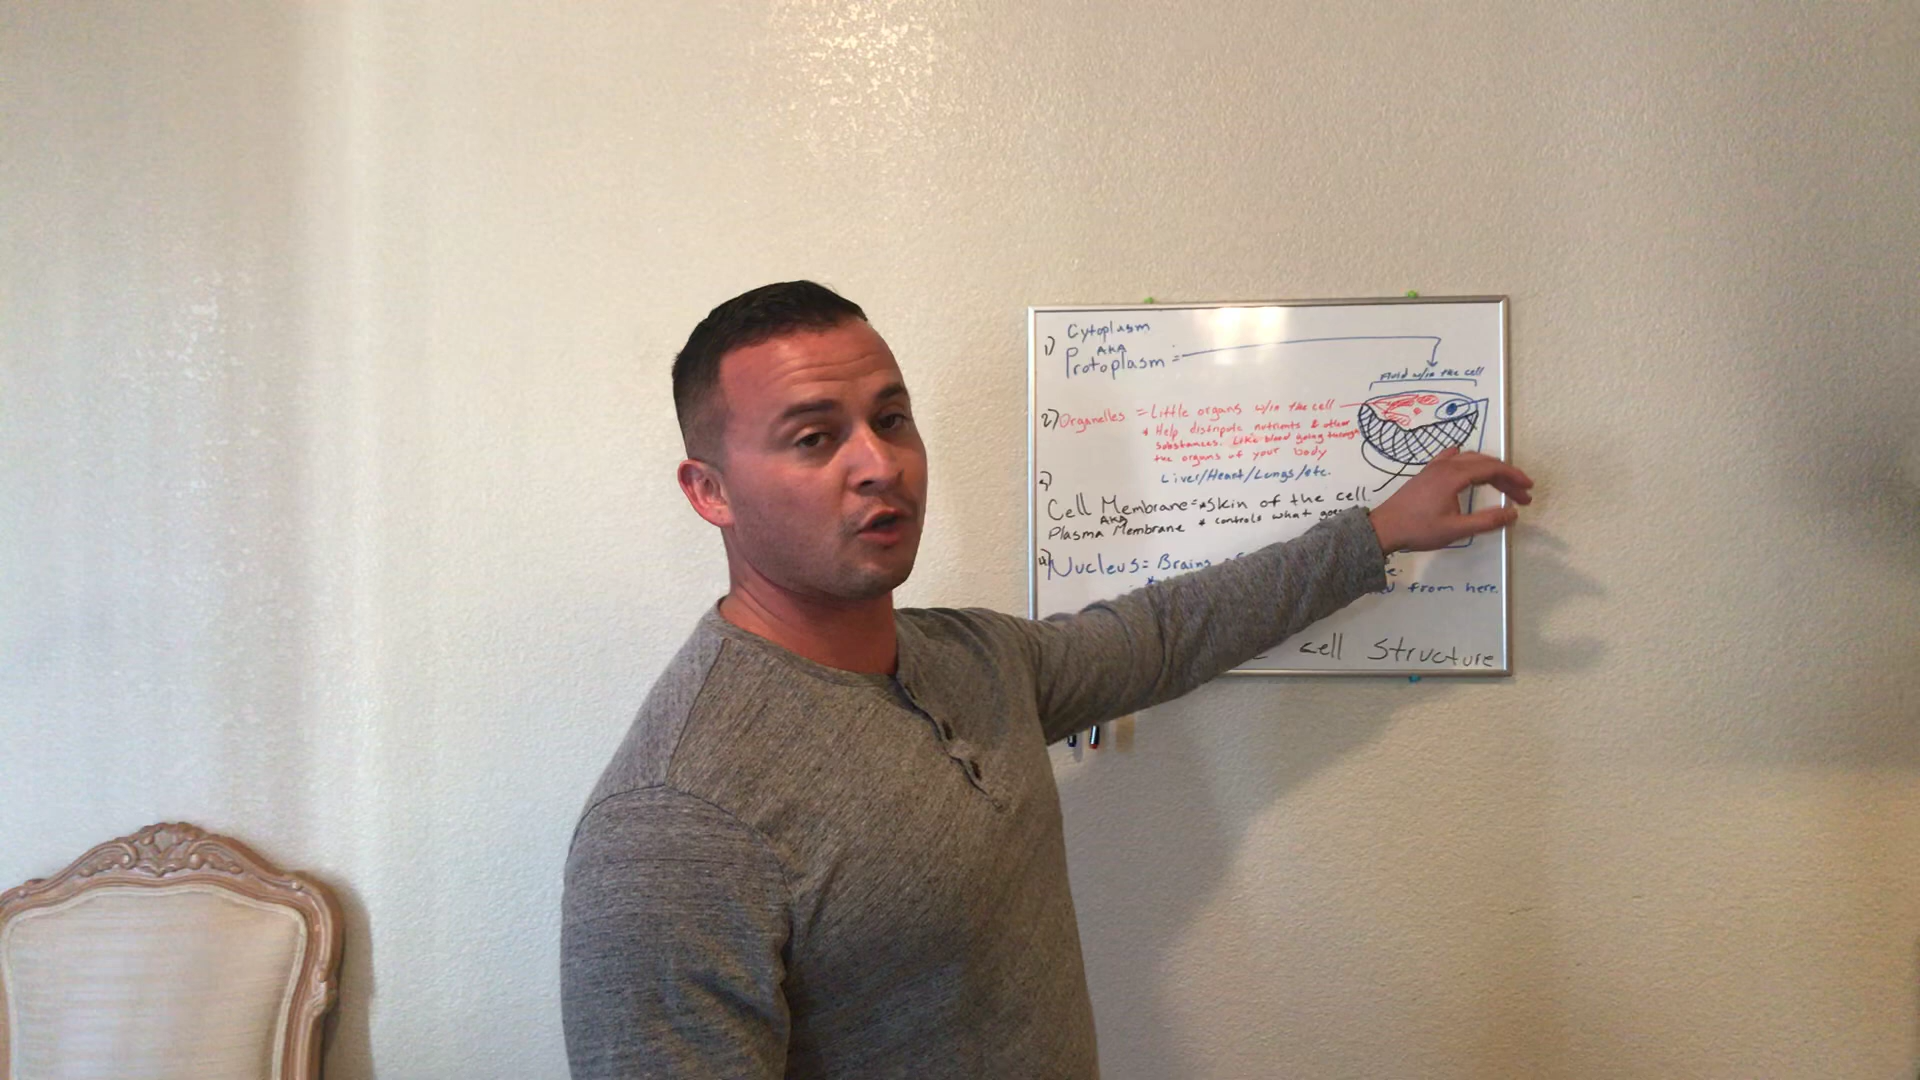 1) Cytoplasm
AKA
Protoplasm =
Fluid w/in the cell
2) Organelles = Little organs w/in the cell
* Help distripute nutrients & other
substances. Like blood going through
the organs of your body
Liver/Heart/Lungs/etc.
Cell Membrane = * Skin of the cell.
AKA
Plasma Membrane * controls what goes
4) Nucleus = Brains
from here.
cell Structure